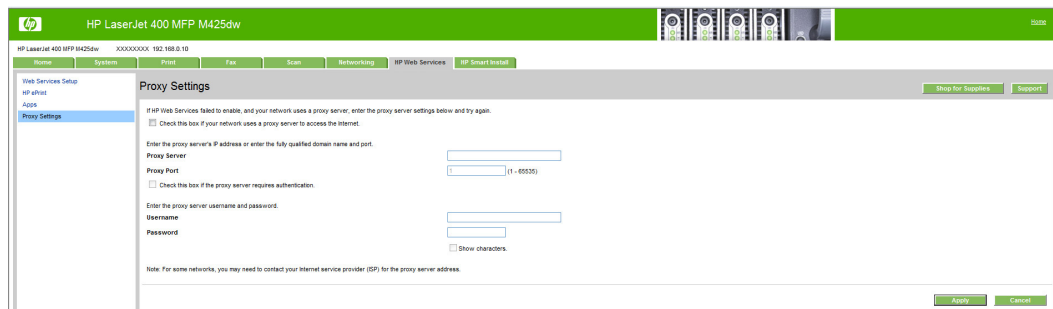 hp HP LaserJet 400 MFP M425dw
Home
HP LaserJet 400 MFP M425dw XXXXXXXX 192.168.0.10
Home System Print Fax Scan Networking HP Web Services HP Smart Install
Web Services Setup
HP ePrint
Apps
Proxy Settings
Proxy Settings
Shop for Supplies Support
If HP Web Services failed to enable, and your network uses a proxy server, enter the proxy server settings below and try again.
Check this box if your network uses a proxy server to access the Internet.
Enter the proxy server's IP address or enter the fully qualified domain name and port.
Proxy Server
Proxy Port 1 (1 - 65535)
Check this box if the proxy server requires authentication.
Enter the proxy server username and password.
Username
Password
Show characters.
Note: For some networks, you may need to contact your Internet service provider (ISP) for the proxy server address.
Apply Cancel